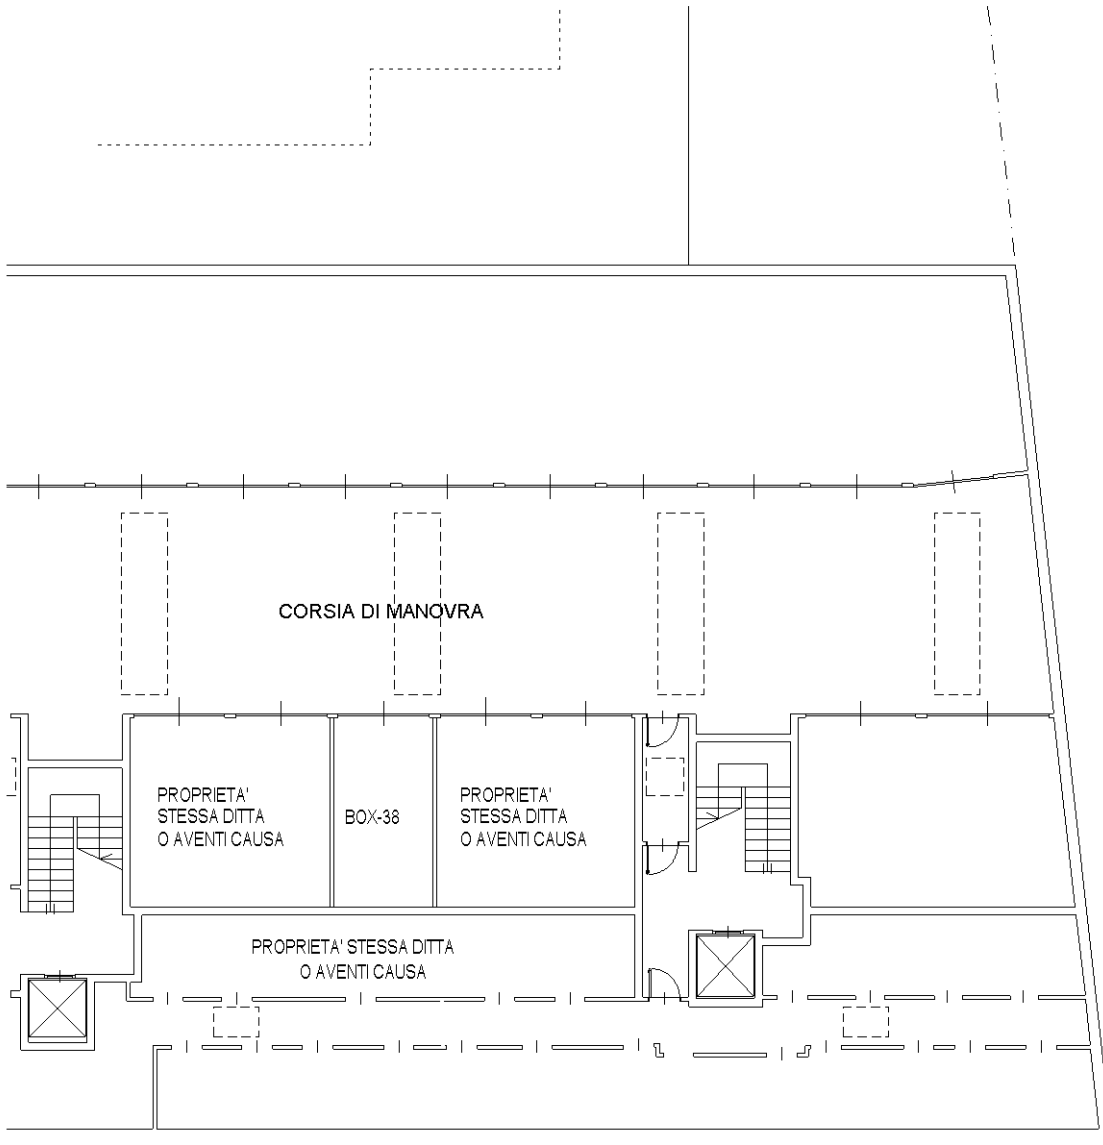 CORSIA DI MANOVRA
PROPRIETA'
STESSA DITTA
O AVENTI CAUSA
BOX-38
PROPRIETA'
STESSA DITTA
O AVENTI CAUSA
PROPRIETA' STESSA DITTA
O AVENTI CAUSA